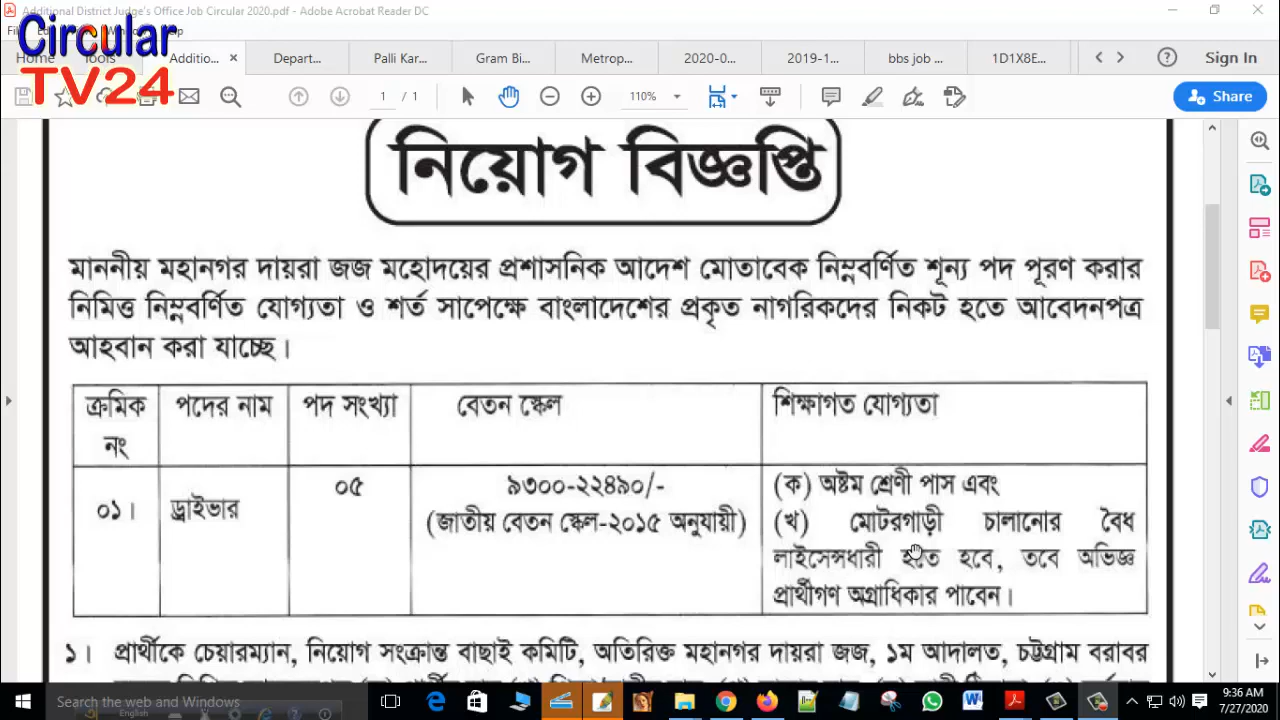 Additional District Judge's Office Job Circular 2020.pdf - Adobe Acrobat Reader DC
Circular
TV24
Home Tools Additio... Depart... Palli Kar... Gram Bi... Metrop... 2020-0... 2019-1... bbs job ... 1D1X8E... Sign In
1 / 1 110% Share
নিয়োগ বিজ্ঞপ্তি
মাননীয় মহানগর দায়রা জজ মহোদয়ের প্রশাসনিক আদেশ মোতাবেক নিম্নবর্ণিত শূন্য পদ পূরণ করার
নিমিত্ত নিম্নবর্ণিত যোগ্যতা ও শর্ত সাপেক্ষে বাংলাদেশের প্রকৃত নাগরিকদের নিকট হতে আবেদনপত্র
আহবান করা যাচ্ছে।
ক্রমিক নং পদের নাম পদ সংখ্যা বেতন স্কেল শিক্ষাগত যোগ্যতা
০১। ড্রাইভার ০৫ ৯৩০০-২২৪৯০/- (ক) অষ্টম শ্রেণী পাস এবং
(জাতীয় বেতন স্কেল-২০১৫ অনুযায়ী) (খ) মোটরগাড়ী চালানোর বৈধ
লাইসেন্সধারী হতে হবে, তবে অভিজ্ঞ
প্রার্থীগণ অগ্রাধিকার পাবেন।
১। প্রার্থীকে চেয়ারম্যান, নিয়োগ সংক্রান্ত বাছাই কমিটি, অতিরিক্ত মহানগর দায়রা জজ, ১ম আদালত, চট্টগ্রাম বরাবর
Search the web and Windows
English
9:36 AM
7/27/2020